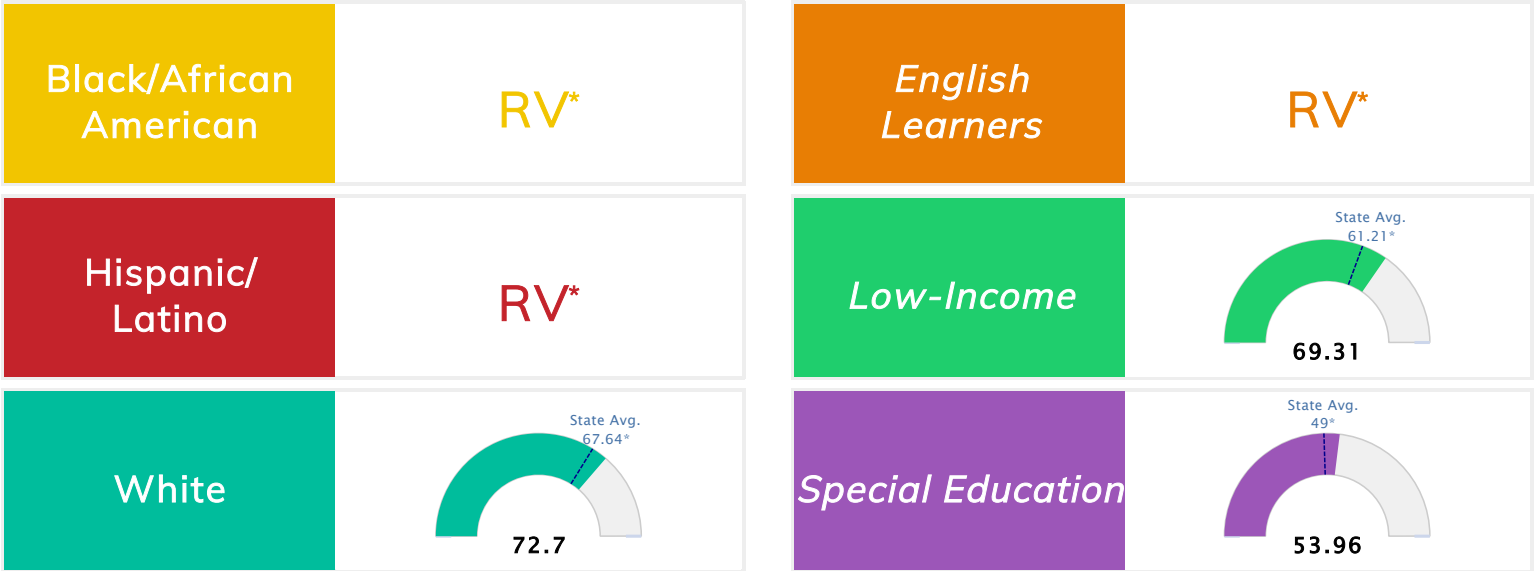 Black/African
American
RV*
English
Learners
RV*
Hispanic/
Latino
RV*
Low-Income
State Avg.
61.21*
69.31
White
State Avg.
67.64*
72.7
Special Education
State Avg.
49*
53.96